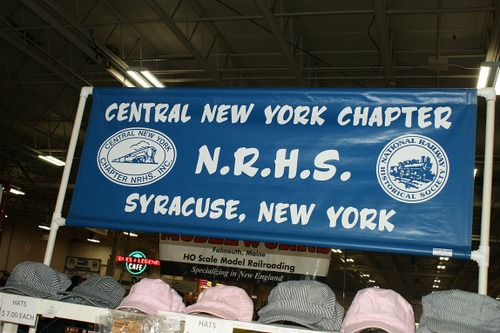 CENTRAL NEW YORK CHAPTER
CENTRAL NEW YORK
CHAPTER NRHS, INC.
N.R.H.S.
NATIONAL RAILWAY
HISTORICAL SOCIETY
SYRACUSE, NEW YORK
MODELWORKS
Falmouth, Maine
HO Scale Model Railroading
Specializing in New England
CAFE
HATS
$7.00 EACH
HATS